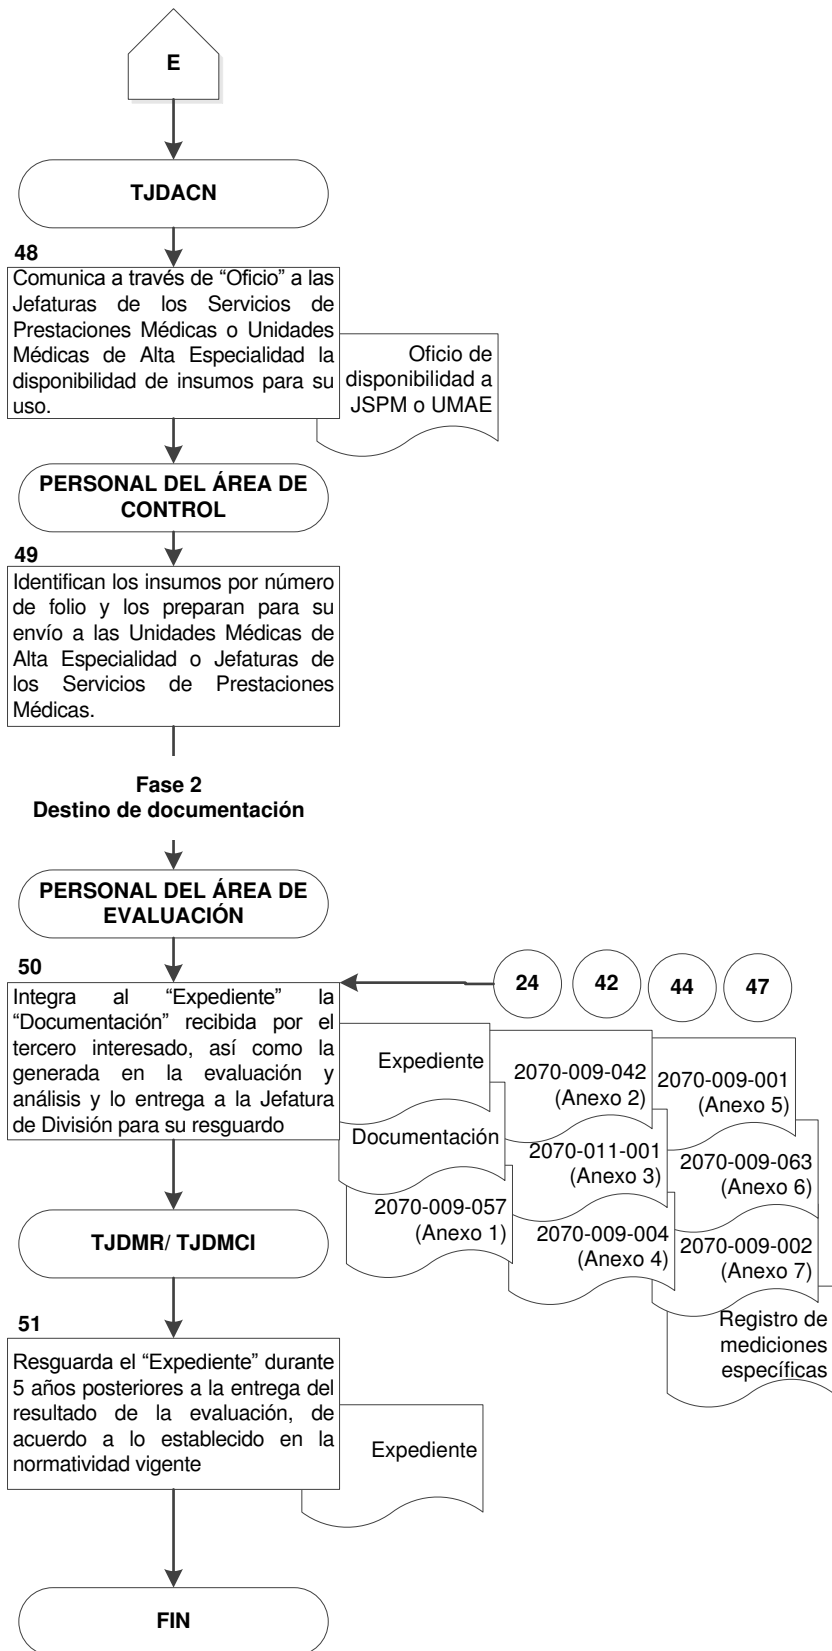 E
TJDACN
48
Comunica a través de “Oficio” a las
Jefaturas de los Servicios de
Prestaciones Médicas o Unidades
Médicas de Alta Especialidad la
disponibilidad de insumos para su
uso.
Oficio de
disponibilidad a
JSPM o UMAE
PERSONAL DEL ÁREA DE
CONTROL
49
Identifican los insumos por número
de folio y los preparan para su
envío a las Unidades Médicas de
Alta Especialidad o Jefaturas de
los Servicios de Prestaciones
Médicas.
Fase 2
Destino de documentación
PERSONAL DEL ÁREA DE
EVALUACIÓN
50
Integra al “Expediente” la
“Documentación” recibida por el
tercero interesado, así como la
generada en la evaluación y
análisis y lo entrega a la Jefatura
de División para su resguardo
24
42
44
47
Expediente
Documentación
2070-009-057
(Anexo 1)
2070-009-042
(Anexo 2)
2070-011-001
(Anexo 3)
2070-009-004
(Anexo 4)
2070-009-001
(Anexo 5)
2070-009-063
(Anexo 6)
2070-009-002
(Anexo 7)
Registro de
mediciones
específicas
TJDMR/ TJDMCI
51
Resguarda el “Expediente” durante
5 años posteriores a la entrega del
resultado de la evaluación, de
acuerdo a lo establecido en la
normatividad vigente
Expediente
FIN